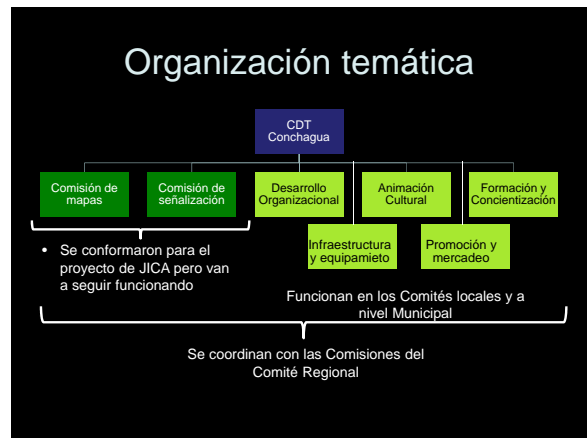 Organización temática
CDT
Conchagua
Comisión de
mapas
Comisión de
señalización
Desarrollo
Organizacional
Animación
Cultural
Formación y
Concientización
Infraestructura
y equipamieto
Promoción y
mercadeo
• Se conformaron para el
proyecto de JICA pero van
a seguir funcionando
Funcionan en los Comités locales y a
nivel Municipal
Se coordinan con las Comisiones del
Comité Regional